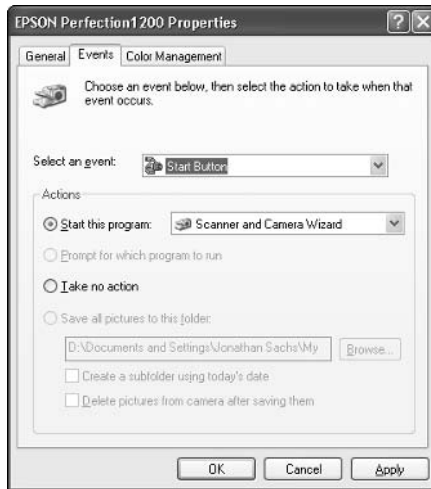 EPSON Perfection1200 Properties
General Events Color Management
Choose an event below, then select the action to take when that
event occurs.
Select an event: Start Button
Actions
Start this program: Scanner and Camera Wizard
Prompt for which program to run
Take no action
Save all pictures to this folder:
D:\Documents and Settings\Jonathan Sachs\My Browse...
Create a subfolder using today's date
Delete pictures from camera after saving them
OK Cancel Apply